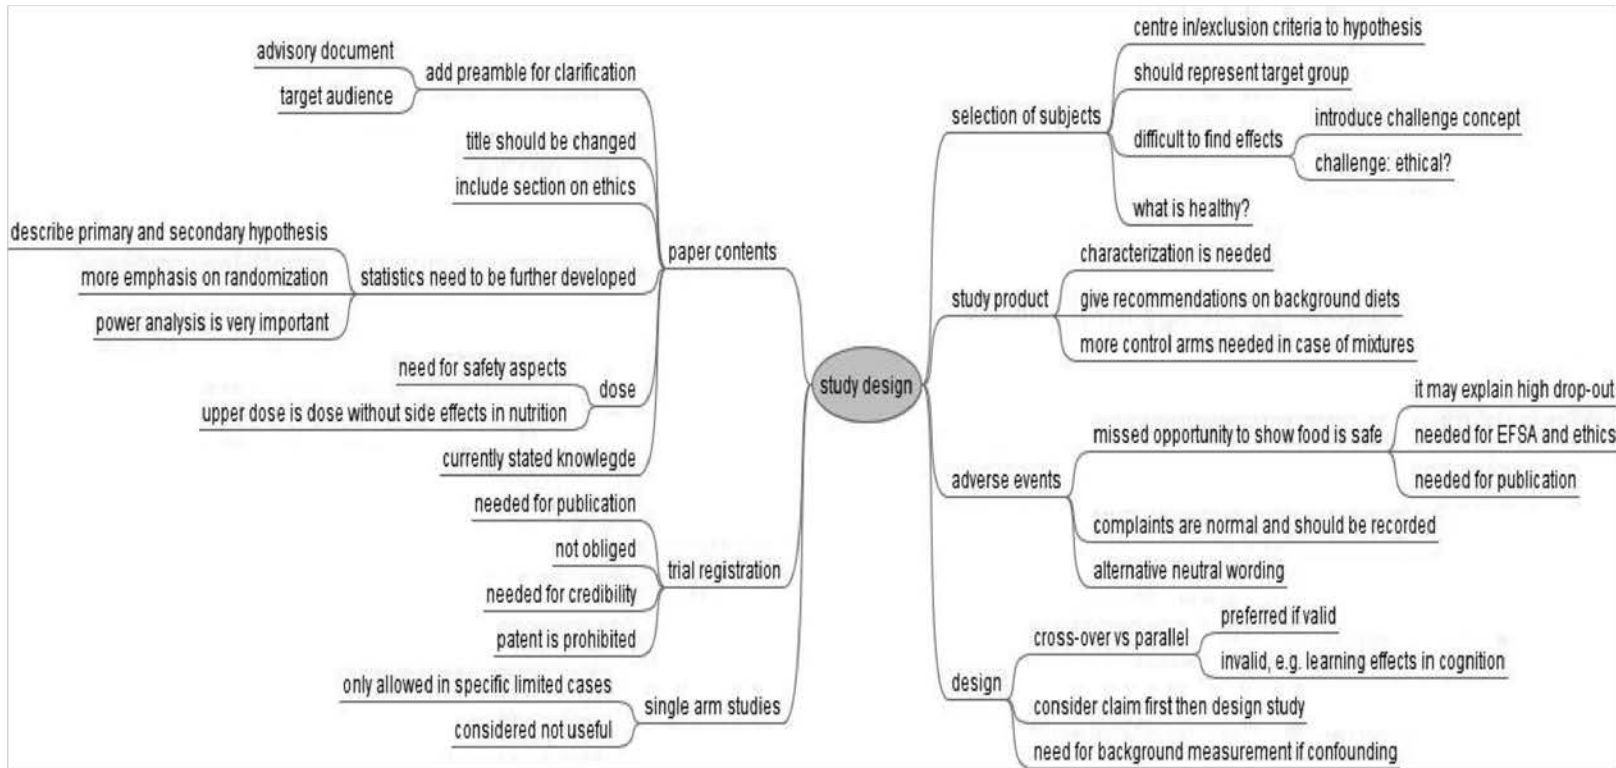 study design
paper contents
add preamble for clarification
advisory document
target audience
title should be changed
include section on ethics
statistics need to be further developed
describe primary and secondary hypothesis
more emphasis on randomization
power analysis is very important
dose
need for safety aspects
upper dose is dose without side effects in nutrition
currently stated knowlegde
trial registration
needed for publication
not obliged
needed for credibility
patent is prohibited
single arm studies
only allowed in specific limited cases
considered not useful
selection of subjects
centre in/exclusion criteria to hypothesis
should represent target group
difficult to find effects
introduce challenge concept
challenge: ethical?
what is healthy?
study product
characterization is needed
give recommendations on background diets
more control arms needed in case of mixtures
adverse events
missed opportunity to show food is safe
it may explain high drop-out
needed for EFSA and ethics
needed for publication
complaints are normal and should be recorded
alternative neutral wording
design
cross-over vs parallel
preferred if valid
invalid, e.g. learning effects in cognition
consider claim first then design study
need for background measurement if confounding